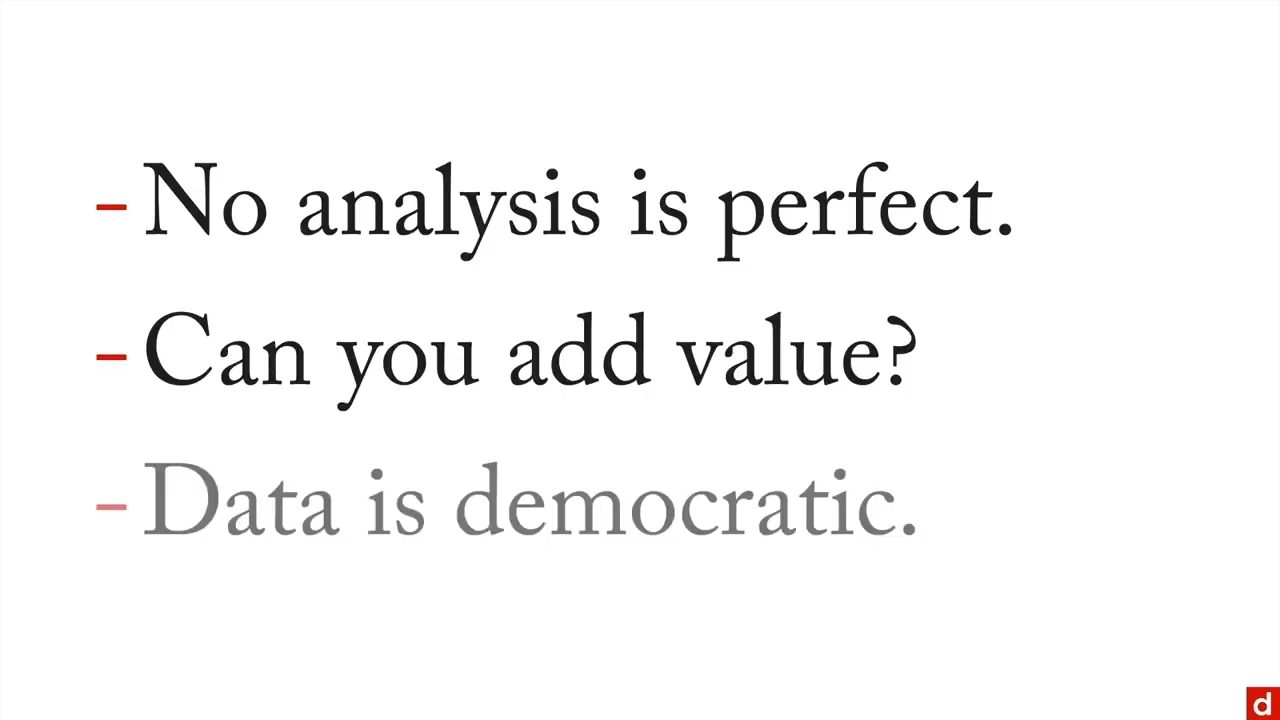 - No analysis is perfect.
- Can you add value?
- Data is democratic.
d